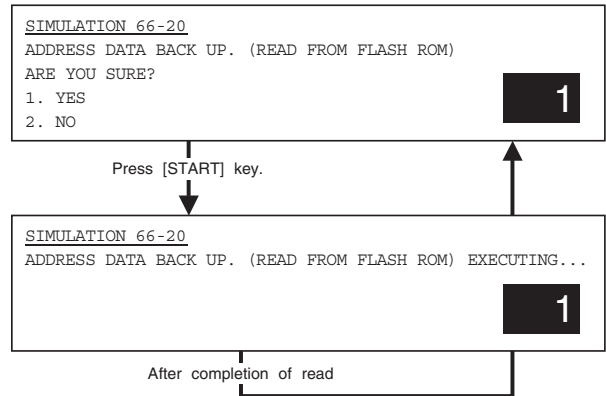 SIMULATION 66-20
ADDRESS DATA BACK UP. (READ FROM FLASH ROM)
ARE YOU SURE?
1. YES
2. NO
1
Press [START] key.
SIMULATION 66-20
ADDRESS DATA BACK UP. (READ FROM FLASH ROM) EXECUTING...
1
After completion of read